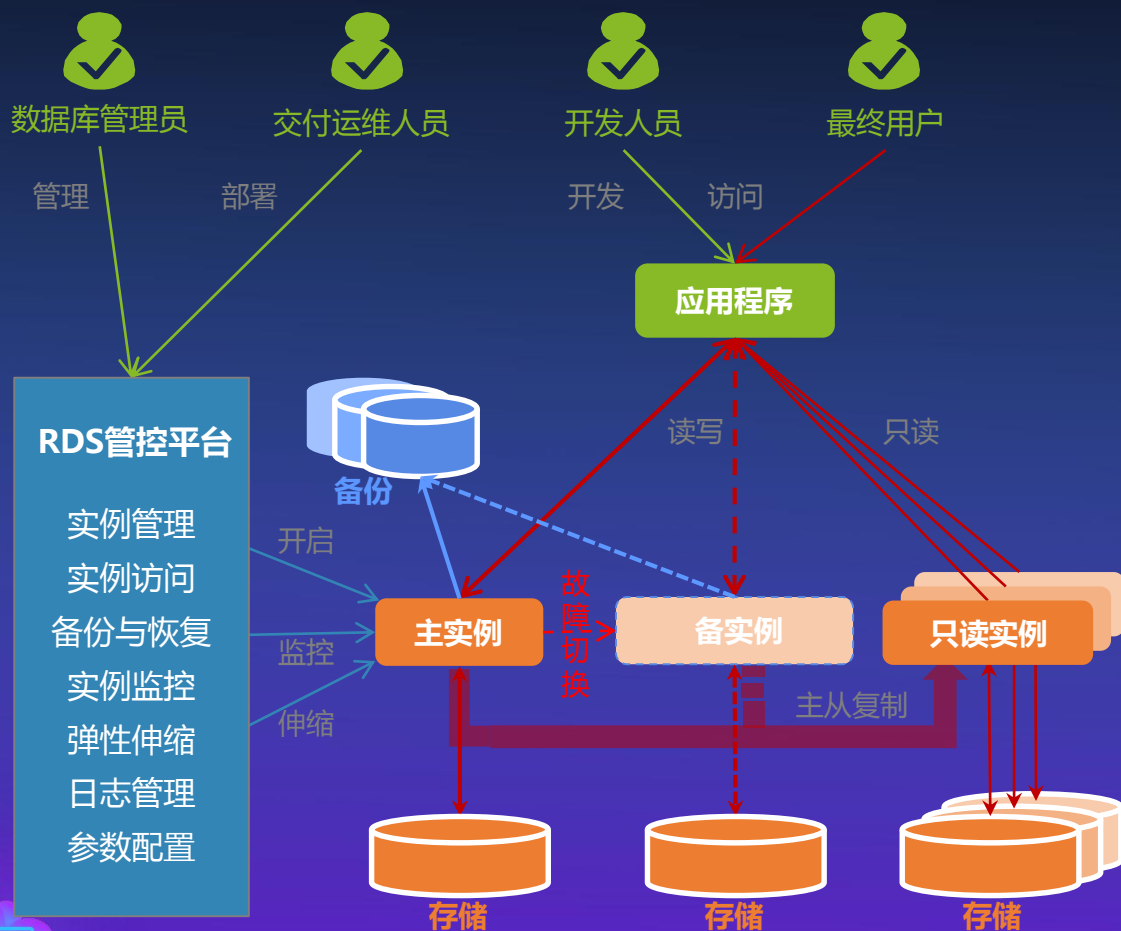 数据库管理员
交付运维人员
开发人员
最终用户
管理
部署
开发
访问
应用程序
RDS管控平台
实例管理
实例访问
备份与恢复
实例监控
弹性伸缩
日志管理
参数配置
备份
读写
只读
开启
监控
伸缩
主实例
故障切换
备实例
只读实例
主从复制
存储
存储
存储